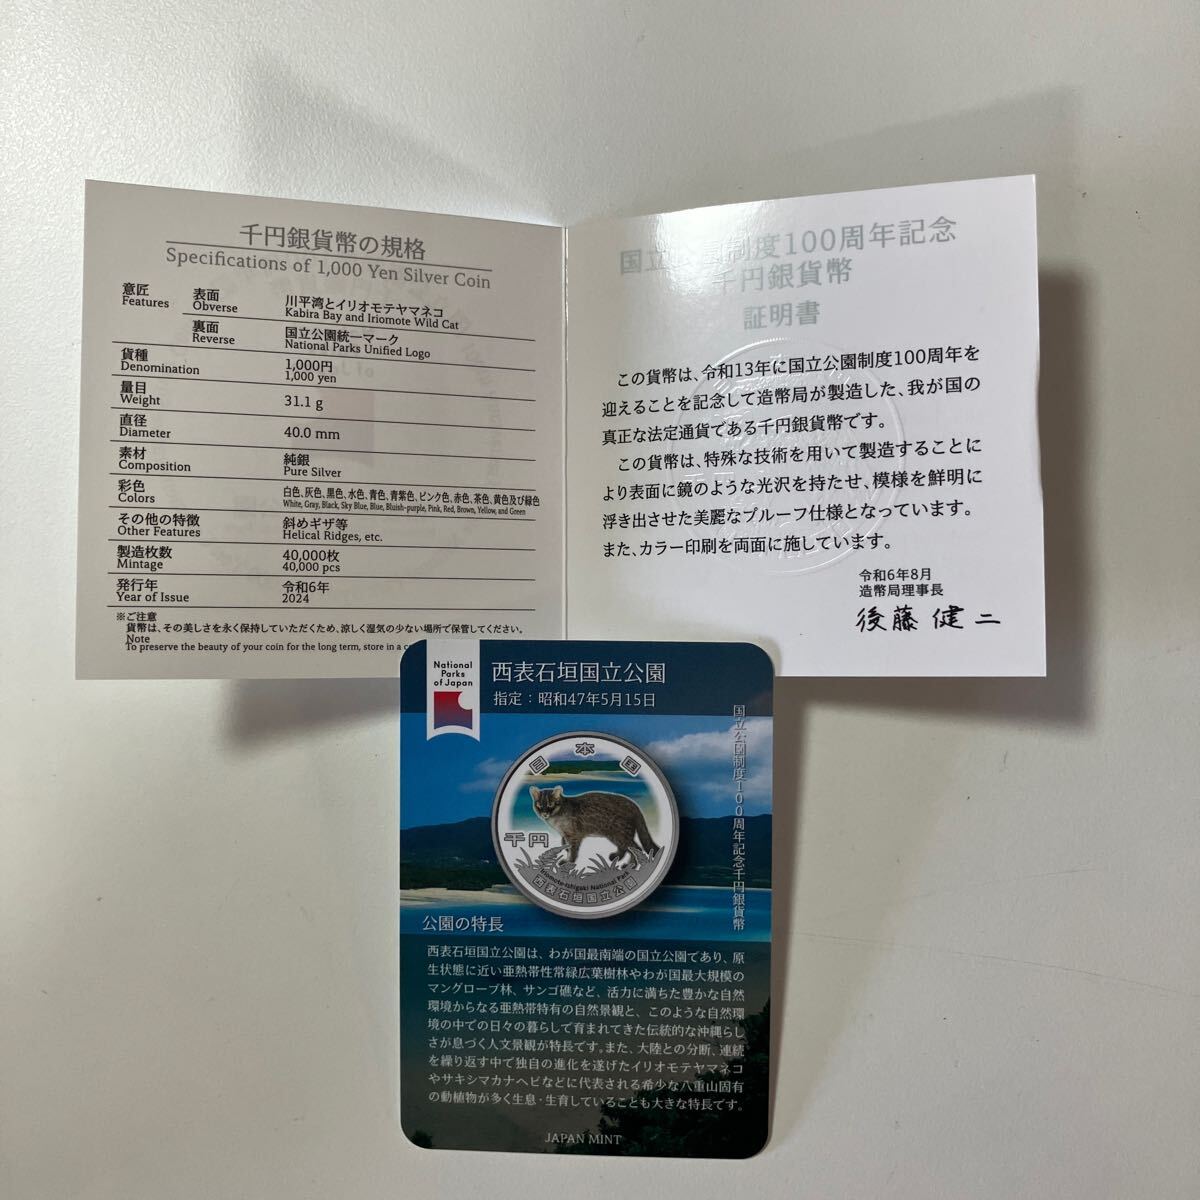 千円銀貨幣の規格
Specifications of 1,000 Yen Silver Coin
意匠 表面 川平湾とイリオモテヤマネコ
Features Obverse Kabira Bay and Iriomote Wild Cat
裏面 国立公園統一マーク
Reverse National Parks Unified Logo
貨種 1,000円
Denomination 1,000 yen
量目
Weight 31.1 g
直径
Diameter 40.0 mm
素材 純銀
Composition Pure Silver
彩色 白色、灰色、黒色、水色、青色、青紫色、ピンク色、赤色、茶色、黄色及び緑色
Colors White, Gray, Black, Sky Blue, Blue, Bluish-purple, Pink, Red, Brown, Yellow, and Green
その他の特徴 斜めギザ等
Other Features Helical Ridges, etc.
製造枚数 40,000枚
Mintage 40,000 pcs
発行年 令和6年
Year of Issue 2024
※ご注意
貨幣は、その美しさを永く保持していただくため、涼しく湿気の少ない場所で保管してください。
Note
To preserve the beauty of your coin for the long term, store in a c
国立公園制度100周年記念
千円銀貨幣
証明書
この貨幣は、令和13年に国立公園制度100周年を
迎えることを記念して造幣局が製造した、我が国の
真正な法定通貨である千円銀貨幣です。
この貨幣は、特殊な技術を用いて製造することに
より表面に鏡のような光沢を持たせ、模様を鮮明に
浮き出させた美麗なプルーフ仕様となっています。
また、カラー印刷を両面に施しています。
令和6年8月
造幣局理事長
後藤 健二
National
Parks
of Japan
西表石垣国立公園
指定：昭和47年5月15日
国立公園制度100周年記念千円銀貨幣
日本国
千円
Iriomote-Ishigaki National Park
西表石垣国立公園
公園の特長
西表石垣国立公園は、わが国最南端の国立公園であり、原
生状態に近い亜熱帯性常緑広葉樹林やわが国最大規模の
マングローブ林、サンゴ礁など、活力に満ちた豊かな自然
環境からなる亜熱帯特有の自然景観と、このような自然環
境の中での日々の暮らしで育まれてきた伝統的な沖縄らし
さが息づく人文景観が特長です。また、大陸との分断、連続
を繰り返す中で独自の進化を遂げたイリオモテヤマネコ
やサキシマカナヘビなどに代表される希少な八重山固有
の動植物が多く生息・生育していることも大きな特長です。
JAPAN MINT